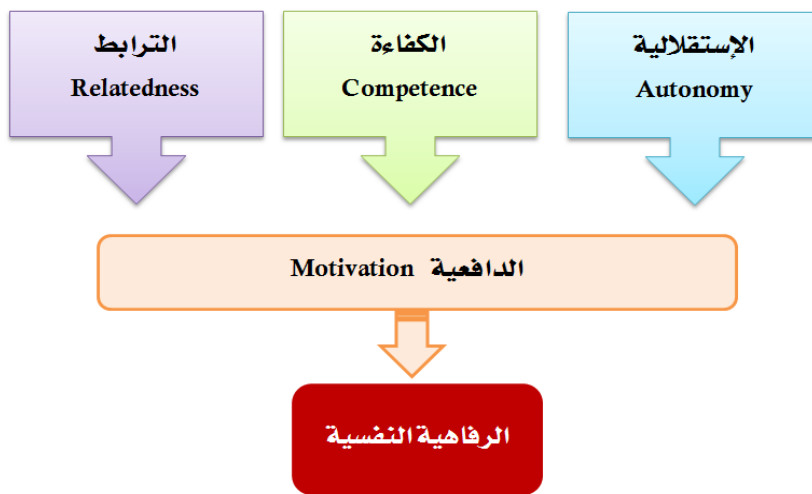 الإستقلالية
Autonomy
الكفاءة
Competence
الترابط
Relatedness
الدافعية Motivation
الرفاهية النفسية